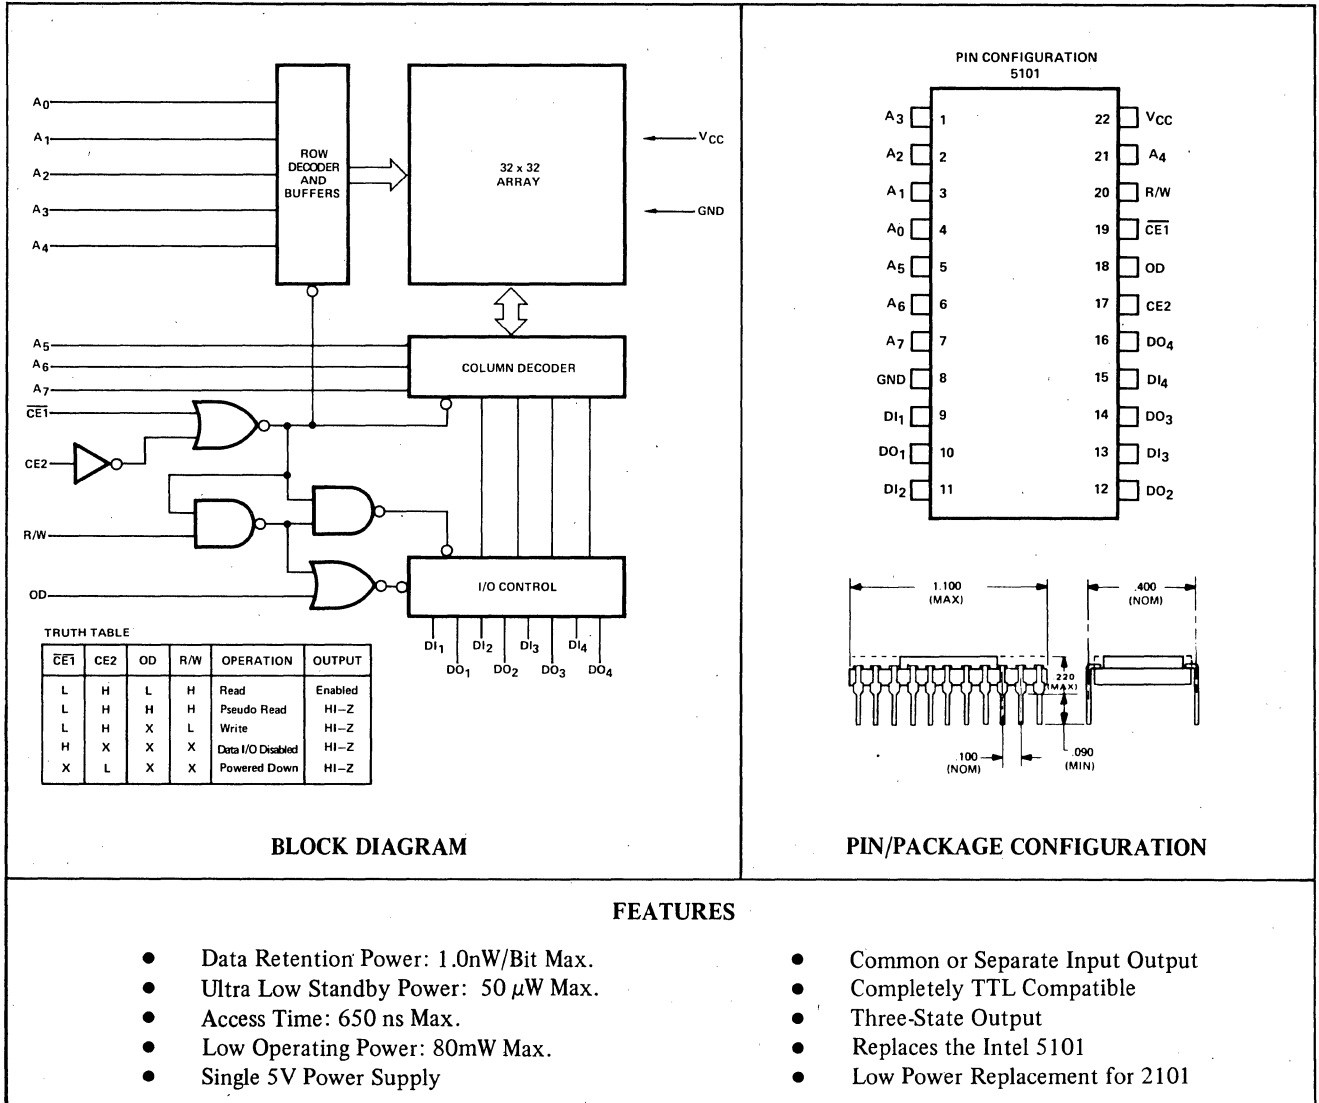 A0
A1
A2
A3
A4
ROW
DECODER
AND
BUFFERS
32 x 32
ARRAY
VCC
GND
A5
A6
A7
COLUMN DECODER
C̅E̅1̅
CE2
R/W
OD
I/O CONTROL
DI1
DO1
DI2
DO2
DI3
DO3
DI4
DO4
TRUTH TABLE
C̅E̅1̅ CE2 OD R/W OPERATION OUTPUT
L H L H Read Enabled
L H H H Pseudo Read HI–Z
L H X L Write HI–Z
H X X X Data I/O Disabled HI–Z
X L X X Powered Down HI–Z
BLOCK DIAGRAM
PIN CONFIGURATION
5101
A3 1 22 VCC
A2 2 21 A4
A1 3 20 R/W
A0 4 19 C̅E̅1̅
A5 5 18 OD
A6 6 17 CE2
A7 7 16 DO4
GND 8 15 DI4
DI1 9 14 DO3
DO1 10 13 DI3
DI2 11 12 DO2
1.100
(MAX)
.400
(NOM)
.220
(MAX)
.100
(NOM)
.090
(MIN)
PIN/PACKAGE CONFIGURATION
FEATURES
● Data Retention Power: 1.0nW/Bit Max.
● Ultra Low Standby Power: 50 μW Max.
● Access Time: 650 ns Max.
● Low Operating Power: 80mW Max.
● Single 5V Power Supply
● Common or Separate Input Output
● Completely TTL Compatible
● Three-State Output
● Replaces the Intel 5101
● Low Power Replacement for 2101